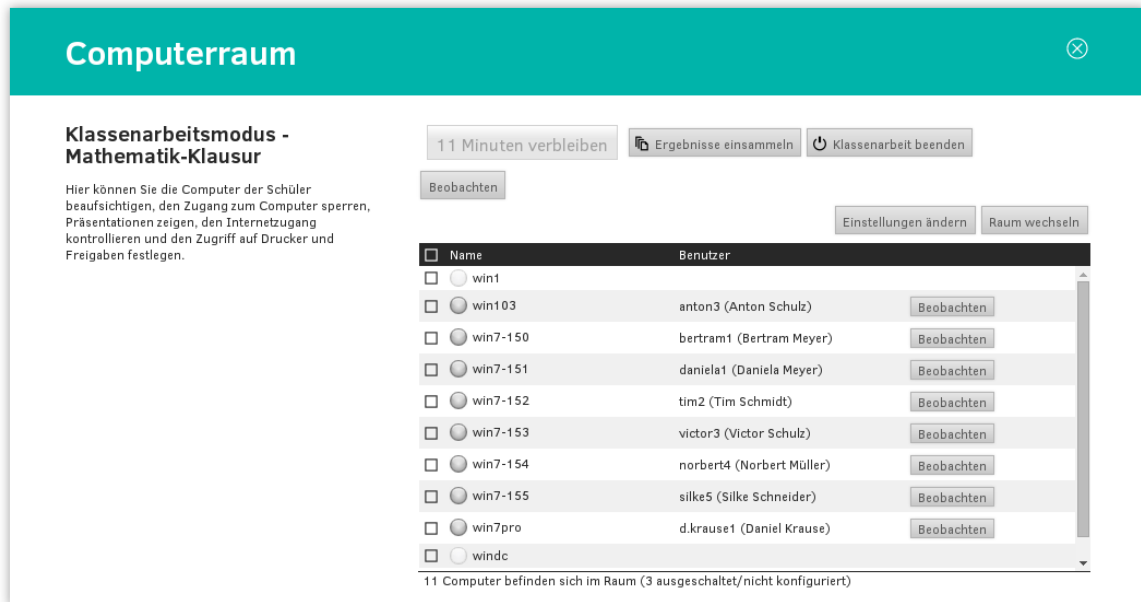 Computerraum
Klassenarbeitsmodus -
Mathematik-Klausur
Hier können Sie die Computer der Schüler
beaufsichtigen, den Zugang zum Computer sperren,
Präsentationen zeigen, den Internetzugang
kontrollieren und den Zugriff auf Drucker und
Freigaben festlegen.
11 Minuten verbleiben Ergebnisse einsammeln Klassenarbeit beenden
Beobachten
Einstellungen ändern Raum wechseln
Name Benutzer
win1
win103 anton3 (Anton Schulz) Beobachten
win7-150 bertram1 (Bertram Meyer) Beobachten
win7-151 daniela1 (Daniela Meyer) Beobachten
win7-152 tim2 (Tim Schmidt) Beobachten
win7-153 victor3 (Victor Schulz) Beobachten
win7-154 norbert4 (Norbert Müller) Beobachten
win7-155 silke5 (Silke Schneider) Beobachten
win7pro d.krause1 (Daniel Krause) Beobachten
windc
11 Computer befinden sich im Raum (3 ausgeschaltet/nicht konfiguriert)